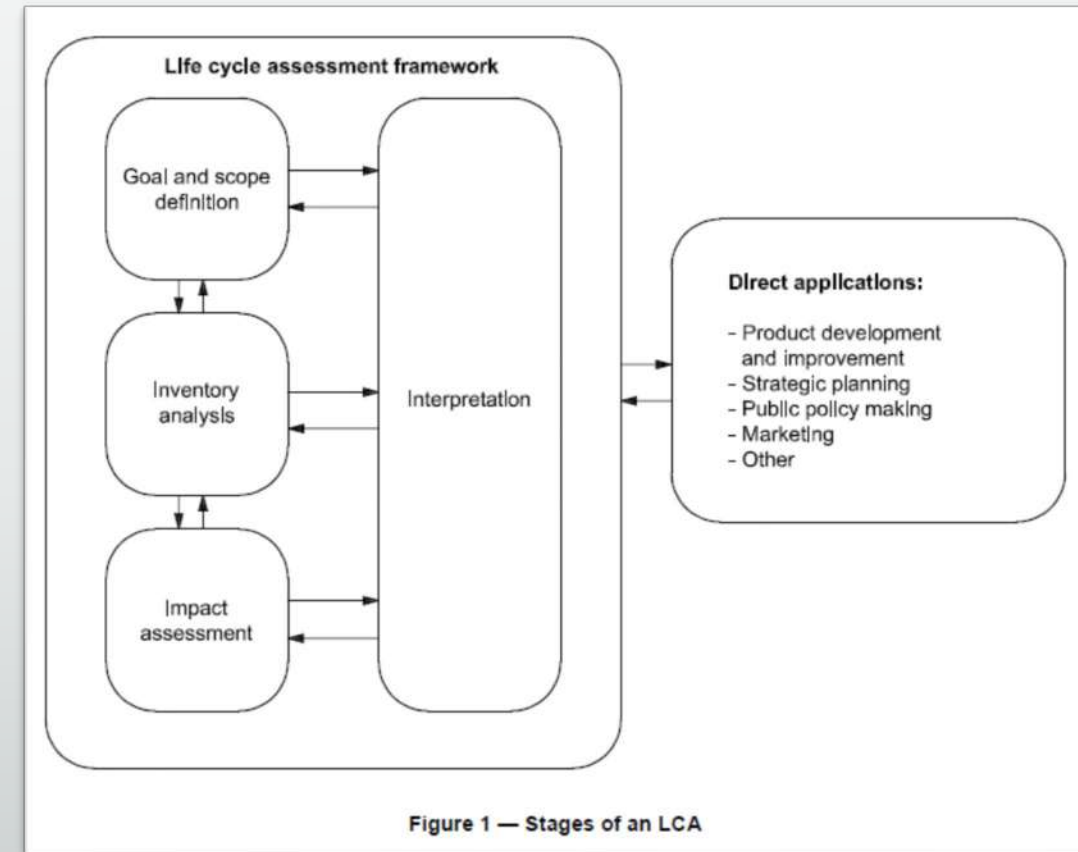 Life cycle assessment framework
Goal and scope
definition
Inventory
analysis
Impact
assessment
Interpretation
Direct applications:
- Product development
and improvement
- Strategic planning
- Public policy making
- Marketing
- Other
Figure 1 — Stages of an LCA